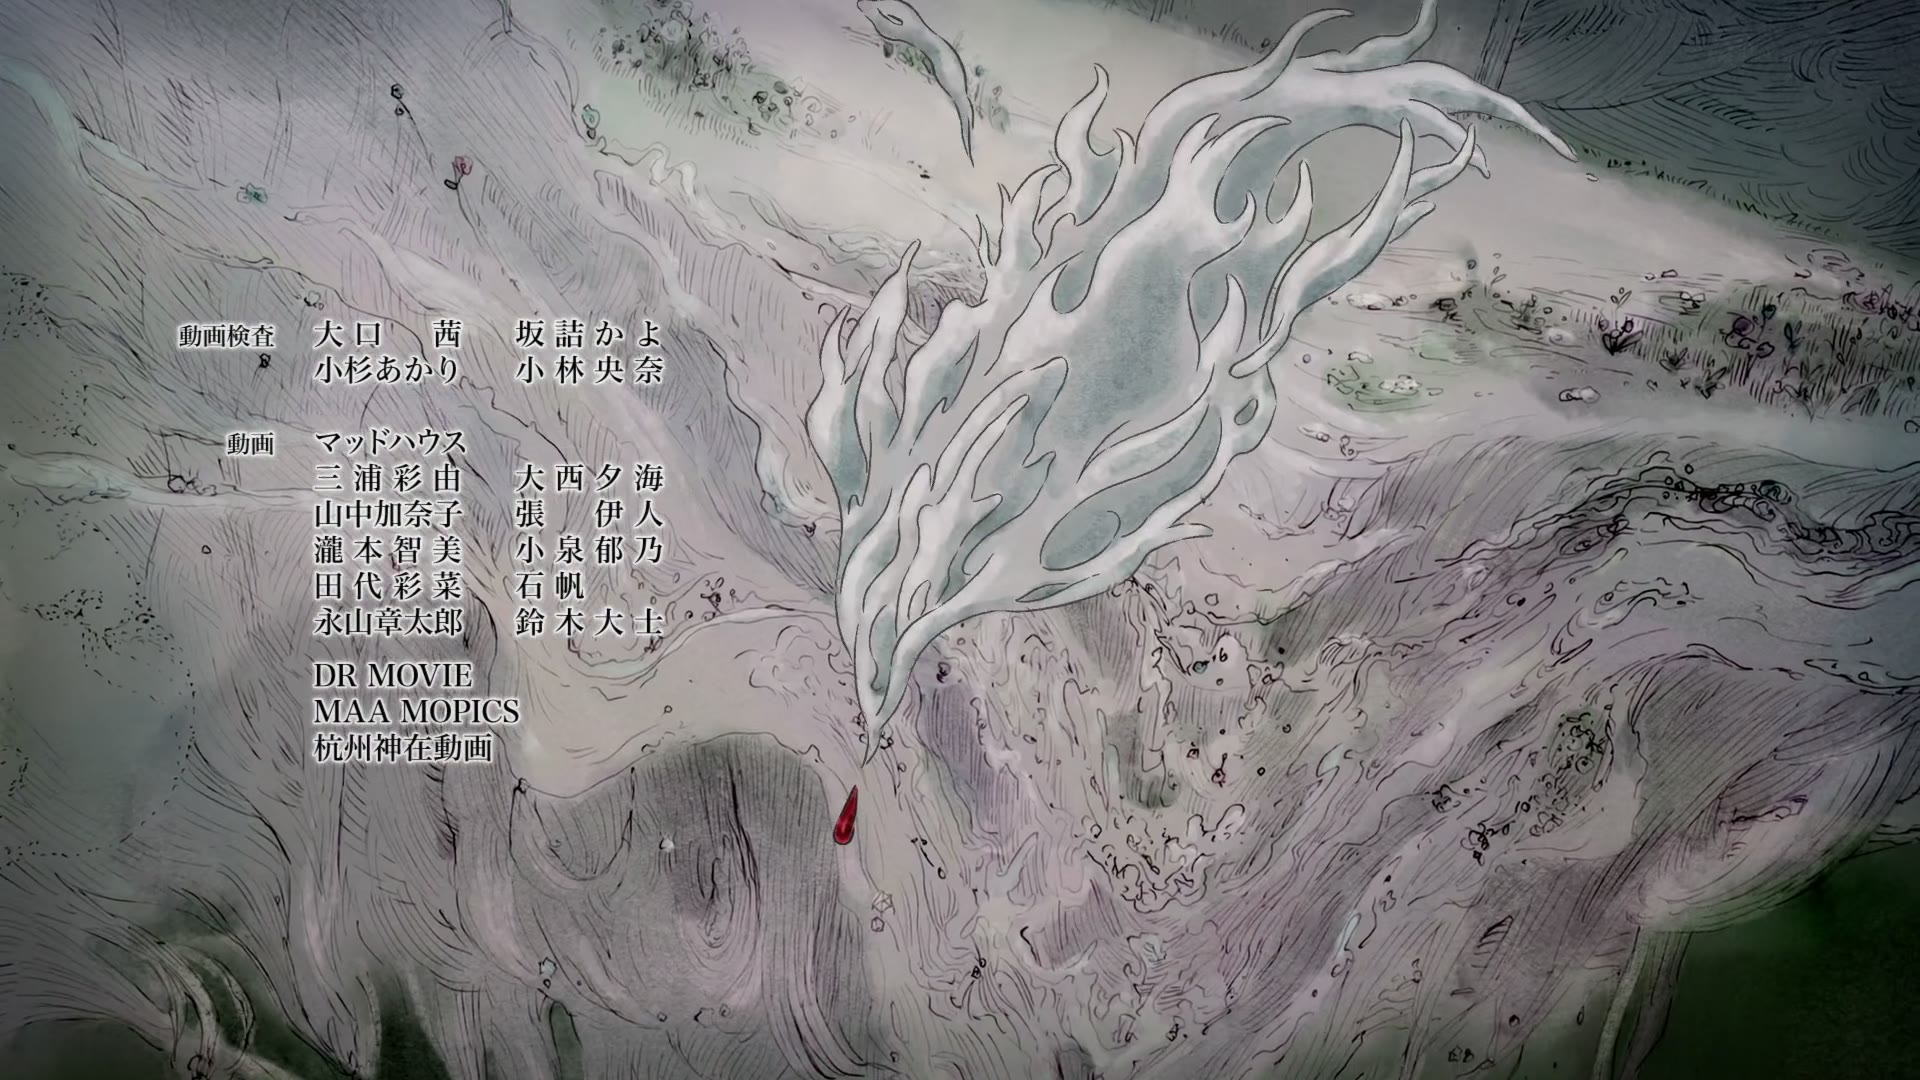 動画検査 大口 茜 坂詰かよ
小杉あかり 小林央奈
動画 マッドハウス
三浦彩由 大西夕海
山中加奈子 張 伊人
瀧本智美 小泉郁乃
田代彩菜 石帆
永山章太郎 鈴木大士
DR MOVIE
MAA MOPICS
杭州神在動画